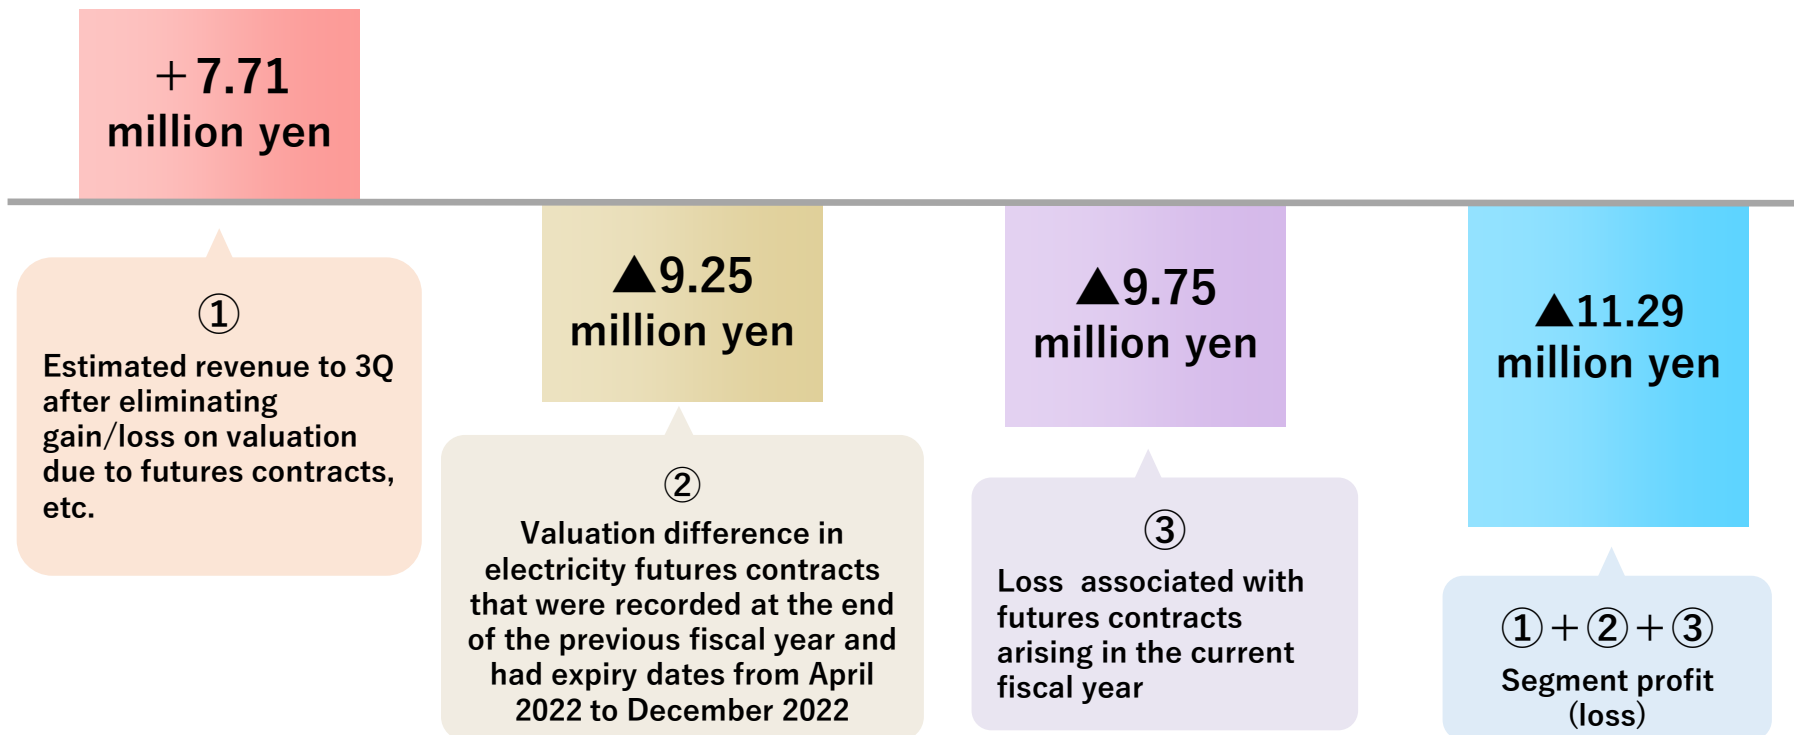 ＋7.71
million yen
①
Estimated revenue to 3Q
after eliminating
gain/loss on valuation
due to futures contracts,
etc.
▲9.25
million yen
②
Valuation difference in
electricity futures contracts
that were recorded at the end
of the previous fiscal year and
had expiry dates from April
2022 to December 2022
▲9.75
million yen
③
Loss  associated with
futures contracts
arising in the current
fiscal year
▲11.29
million yen
①＋②＋③
Segment profit
(loss)